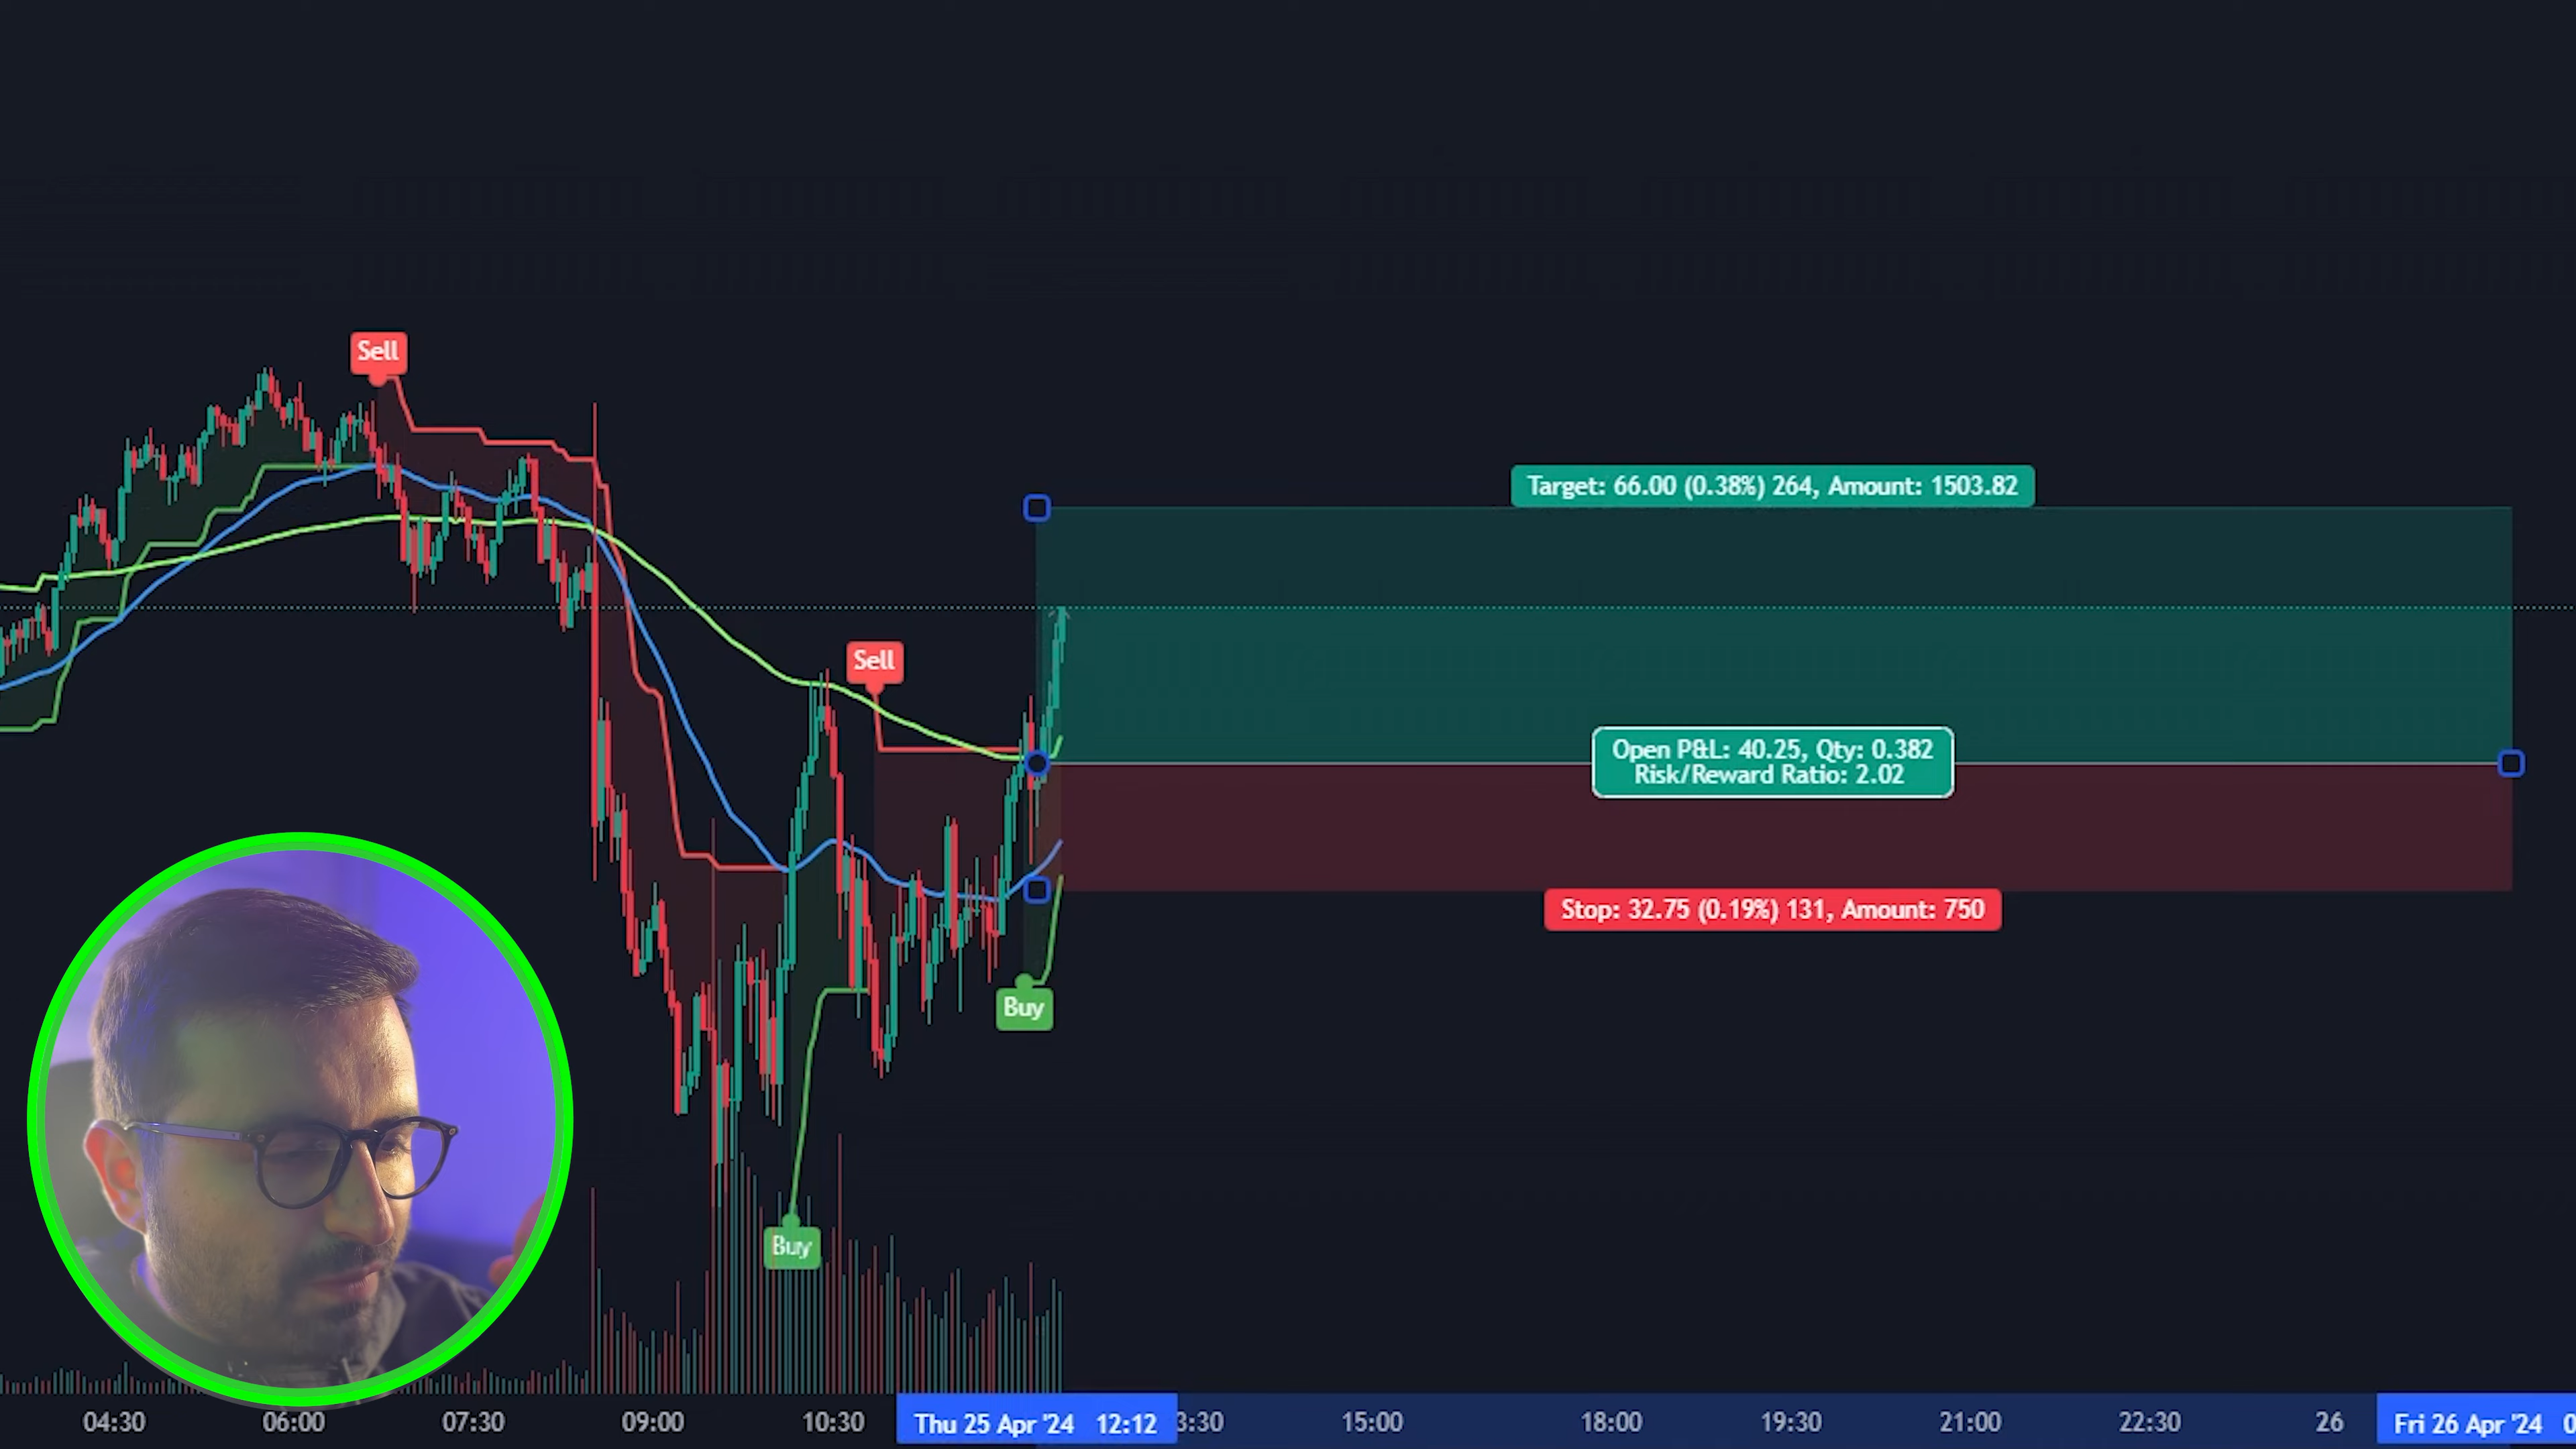 Sell
Target: 66.00 (0.38%) 264, Amount: 1503.82
Sell
Open P&L: 40.25, Qty: 0.382
Risk/Reward Ratio: 2.02
Stop: 32.75 (0.19%) 131, Amount: 750
Buy
Buy
04:30 06:00 07:30 09:00 10:30 Thu 25 Apr '24 12:12 3:30 15:00 18:00 19:30 21:00 22:30 26 Fri 26 Apr '24 0